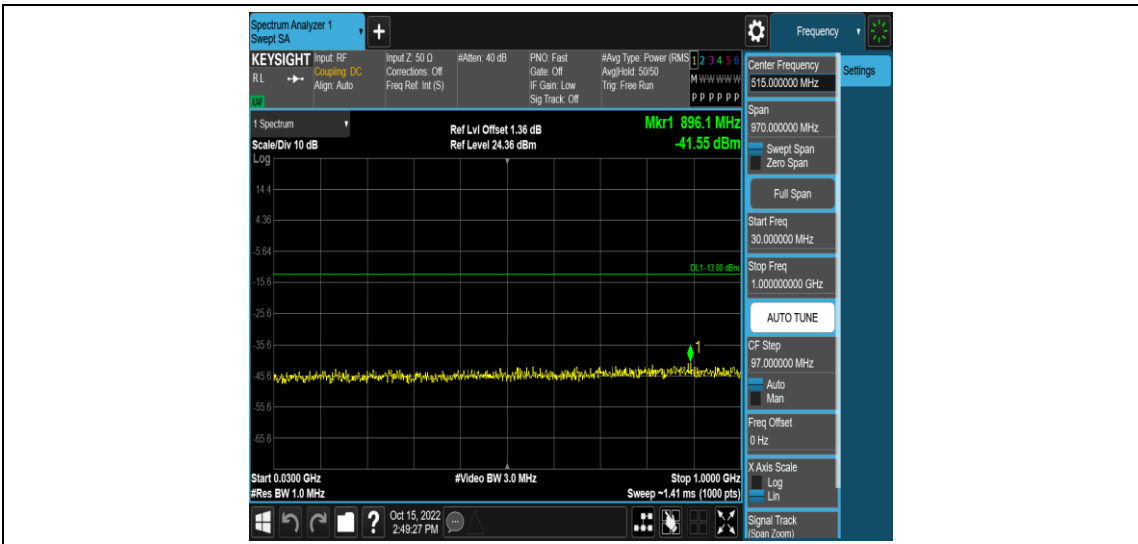 Spectrum Analyzer 1
Swept SA
+
Frequency
KEYSIGHT
RL
LXI
Input: RF
Coupling: DC
Align: Auto
Input Z: 50 Ω
Corrections: Off
Freq Ref: Int (S)
#Atten: 40 dB
PNO: Fast
Gate: Off
IF Gain: Low
Sig Track: Off
#Avg Type: Power (RMS
Avg|Hold: 50/50
Trig: Free Run
1 2 3 4 5 6
M W W W W W
P P P P P P
1 Spectrum
Scale/Div 10 dB
Log
Ref Lvl Offset 1.36 dB
Ref Level 24.36 dBm
Mkr1 896.1 MHz
-41.55 dBm
14.4
4.36
-5.64
DL1 -13.00 dBm
-15.6
-25.6
-35.6
1
-45.6
-55.6
-65.6
Start 0.0300 GHz
#Res BW 1.0 MHz
#Video BW 3.0 MHz
Stop 1.0000 GHz
Sweep ~1.41 ms (1000 pts)
?
Oct 15, 2022
2:49:27 PM
Center Frequency
515.000000 MHz
Settings
Span
970.000000 MHz
Swept Span
Zero Span
Full Span
Start Freq
30.000000 MHz
Stop Freq
1.000000000 GHz
AUTO TUNE
CF Step
97.000000 MHz
Auto
Man
Freq Offset
0 Hz
X Axis Scale
Log
Lin
Signal Track
(Span Zoom)